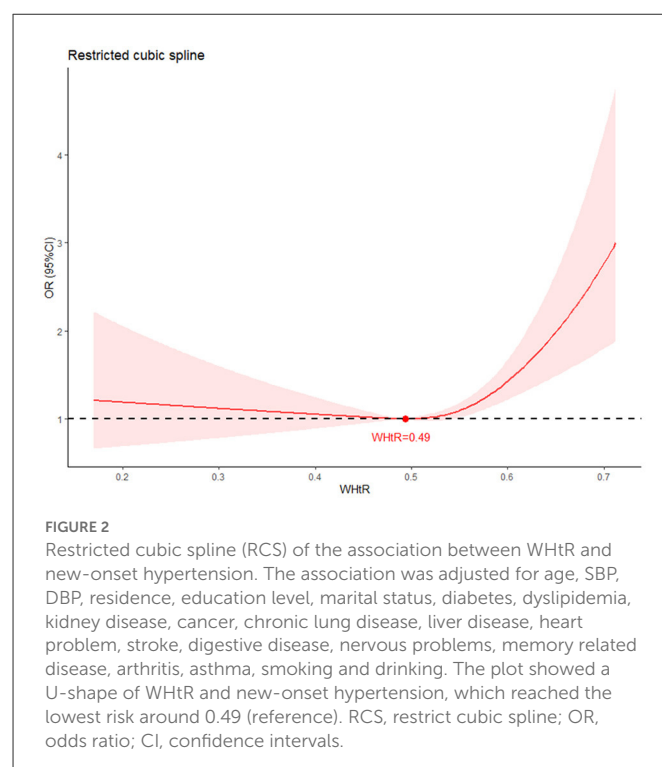 Restricted cubic spline
4
3
2
1
OR (95%CI)
WHtR=0.49
0.2 0.3 0.4 0.5 0.6 0.7
WHtR
FIGURE 2
Restricted cubic spline (RCS) of the association between WHtR and
new-onset hypertension. The association was adjusted for age, SBP,
DBP, residence, education level, marital status, diabetes, dyslipidemia,
kidney disease, cancer, chronic lung disease, liver disease, heart
problem, stroke, digestive disease, nervous problems, memory related
disease, arthritis, asthma, smoking and drinking. The plot showed a
U-shape of WHtR and new-onset hypertension, which reached the
lowest risk around 0.49 (reference). RCS, restrict cubic spline; OR,
odds ratio; CI, confidence intervals.